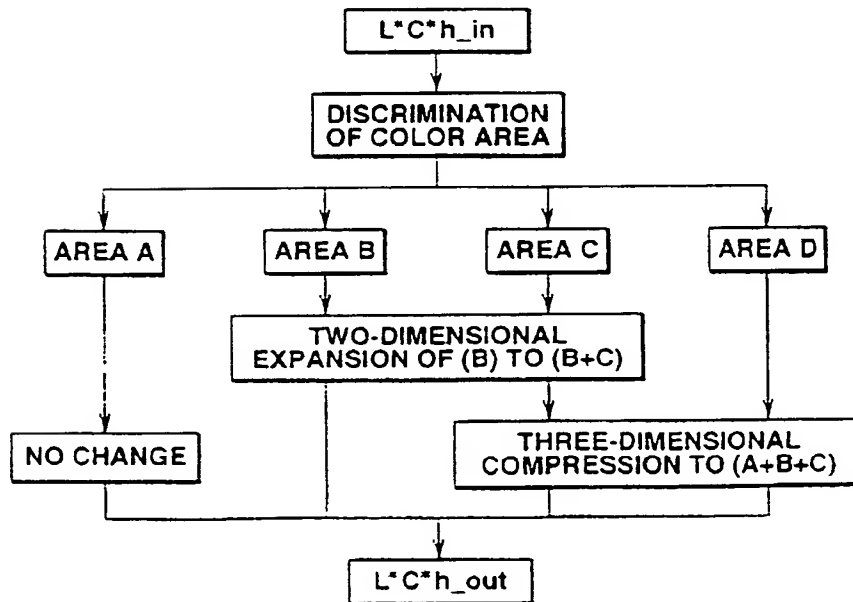 L*C*h_in
DISCRIMINATION
OF COLOR AREA
AREA A
AREA B
AREA C
AREA D
TWO-DIMENSIONAL
EXPANSION OF (B) TO (B+C)
NO CHANGE
THREE-DIMENSIONAL
COMPRESSION TO (A+B+C)
L*C*h_out